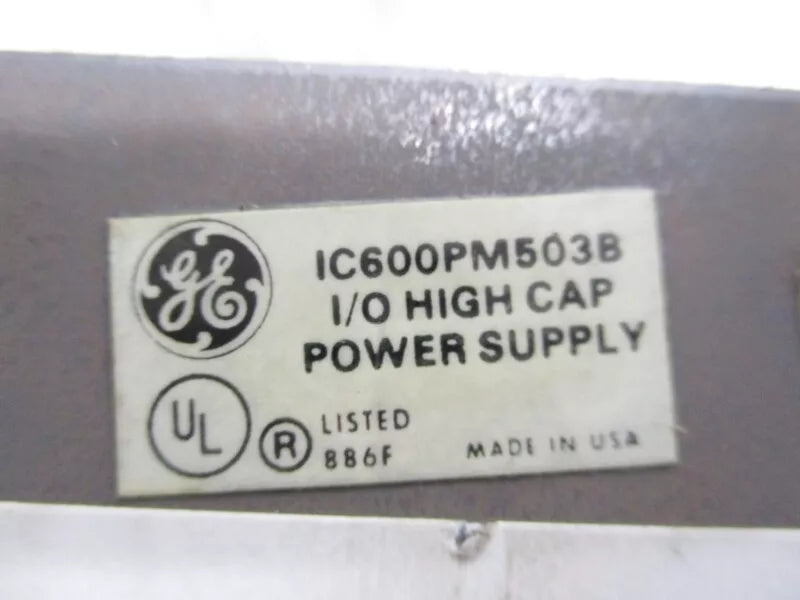 GE
IC600PM503B
I/O HIGH CAP
POWER SUPPLY
UL
®
LISTED
886F
MADE IN USA